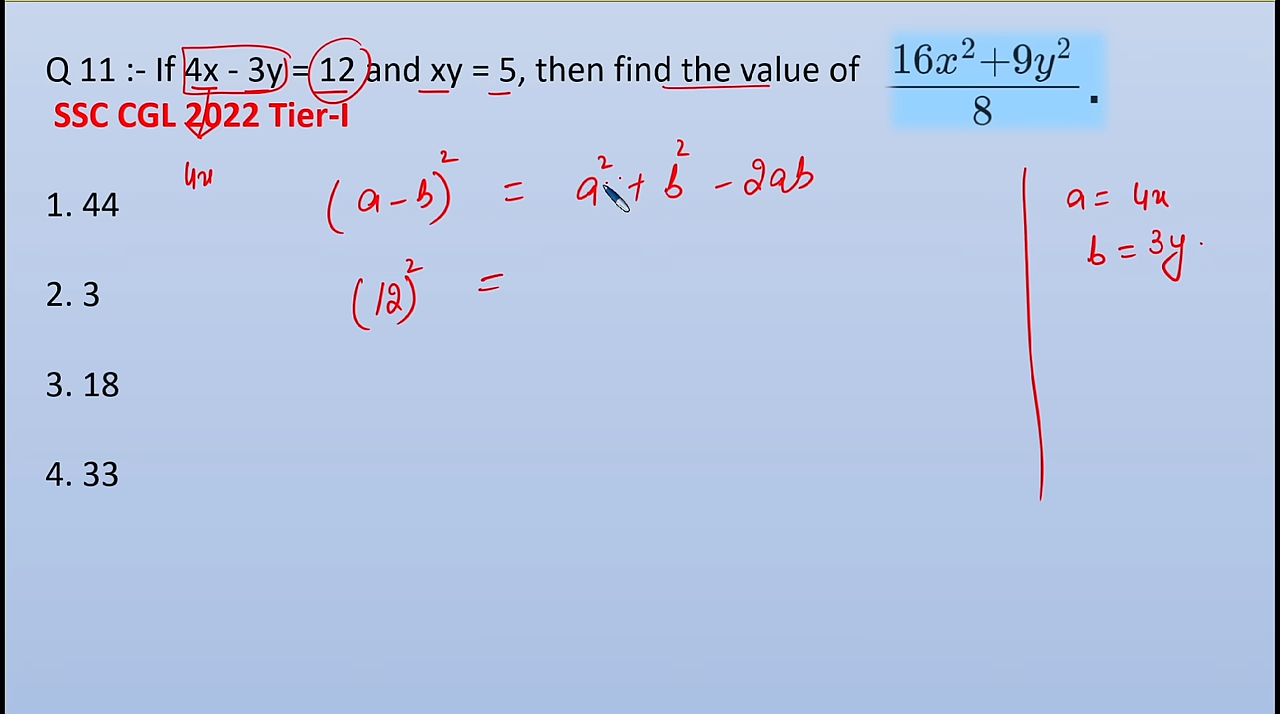 Q 11 :- If 4x - 3y = 12 and xy = 5, then find the value of 16x²+9y²/8 .
SSC CGL 2022 Tier-I
4x
(a - b)² = a² + b² - 2ab
a = 4x
1. 44
b = 3y
(12)² =
2. 3
3. 18
4. 33